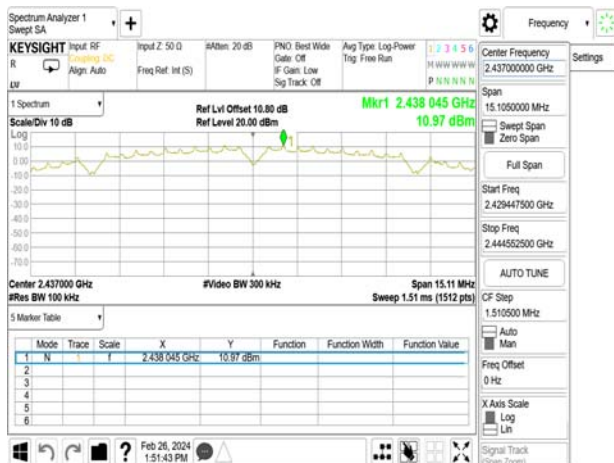 Spectrum Analyzer 1
Swept SA
Frequency
KEYSIGHT
R
Input: RF
Coupling: DC
Align: Auto
Input Z: 50 Ω
Freq Ref: Int (S)
#Atten: 20 dB
PNO: Best Wide
Gate: Off
IF Gain: Low
Sig Track: Off
Avg Type: Log-Power
Trig: Free Run
1 2 3 4 5 6
M W W W W W
P N N N N N
1 Spectrum
Scale/Div 10 dB
Ref Lvl Offset 10.80 dB
Ref Level 20.00 dBm
Mkr1 2.438 045 GHz
10.97 dBm
Log
10.0
0.00
-10.0
-20.0
-30.0
-40.0
-50.0
-60.0
-70.0
1
Center 2.437000 GHz
#Res BW 100 kHz
#Video BW 300 kHz
Span 15.11 MHz
Sweep 1.51 ms (1512 pts)
5 Marker Table
Mode Trace Scale X Y Function Function Width Function Value
1 N 1 f 2.438 045 GHz 10.97 dBm
2
3
4
5
6
Feb 26, 2024
1:51:43 PM
Center Frequency
2.437000000 GHz
Settings
Span
15.1050000 MHz
Swept Span
Zero Span
Full Span
Start Freq
2.429447500 GHz
Stop Freq
2.444552500 GHz
AUTO TUNE
CF Step
1.510500 MHz
Auto
Man
Freq Offset
0 Hz
X Axis Scale
Log
Lin
Signal Track
(Span Zoom)